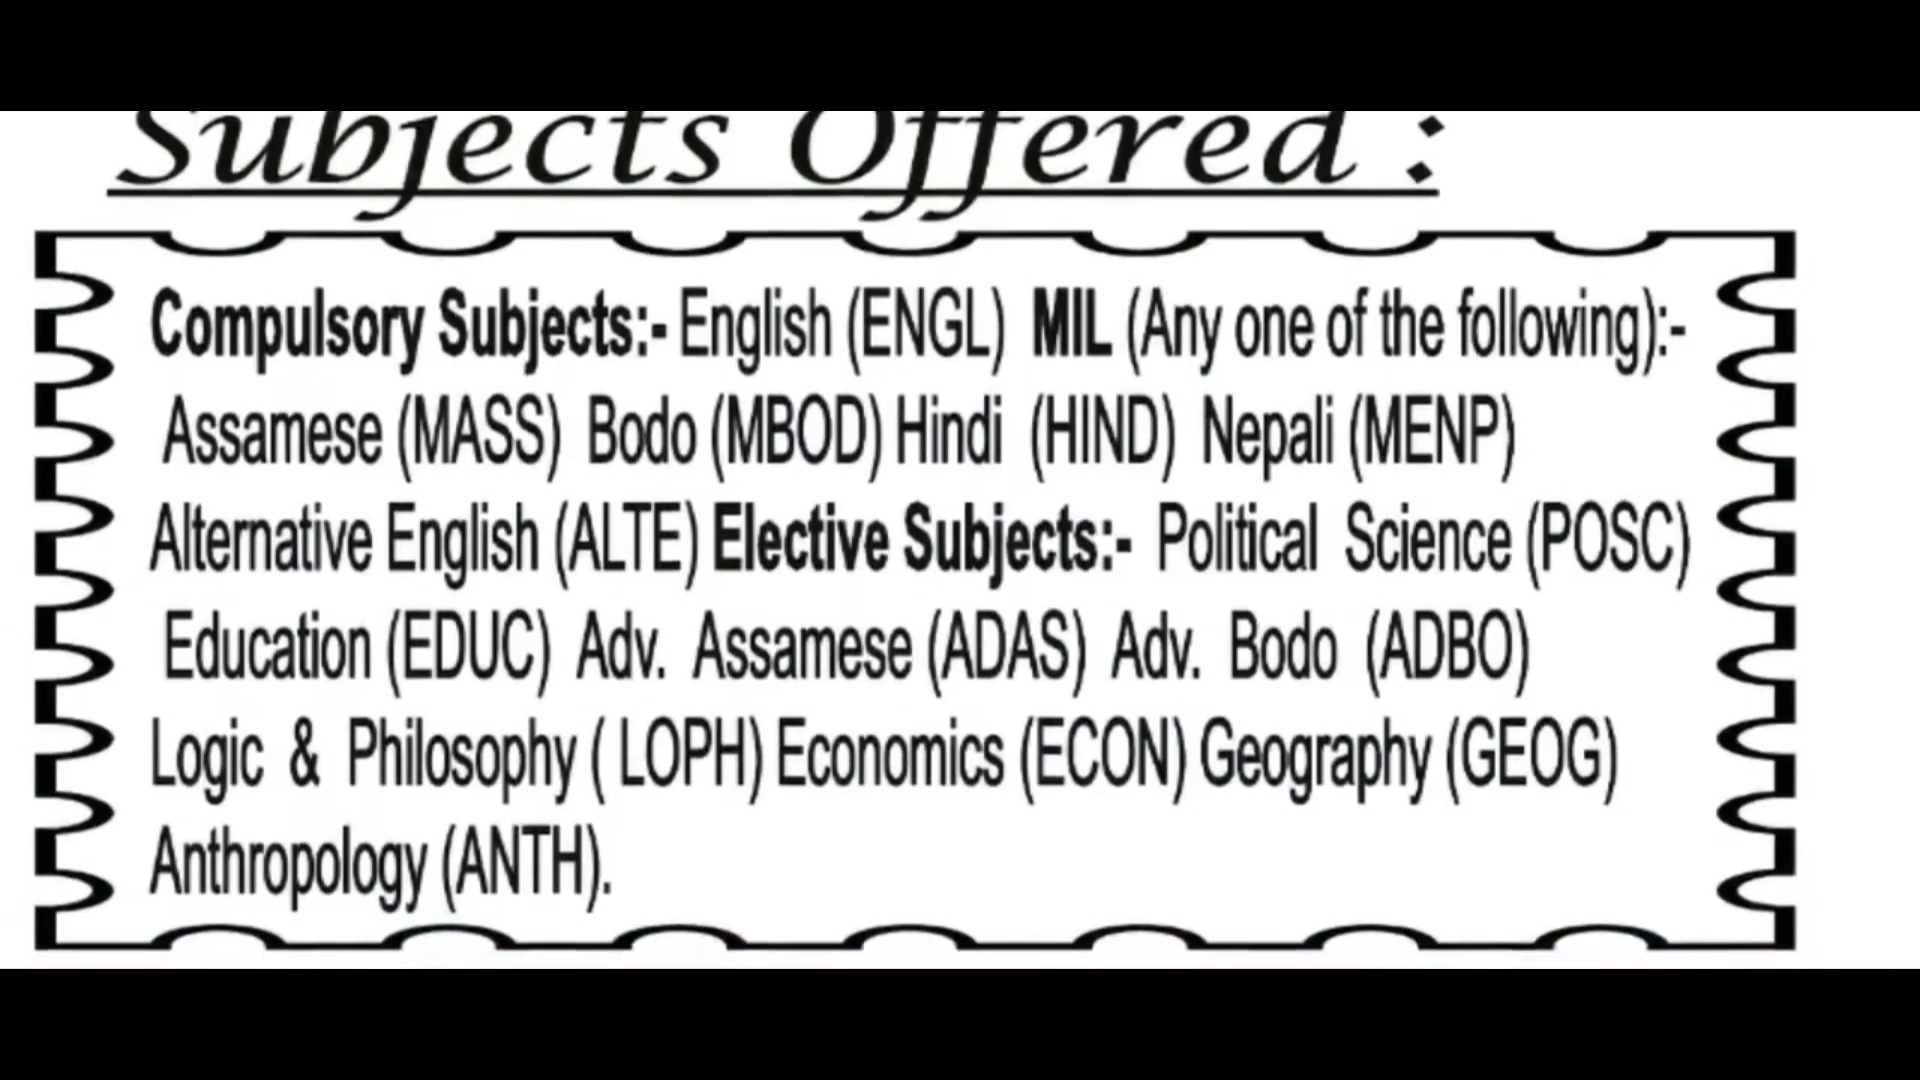 Subjects Offered :
Compulsory Subjects:- English (ENGL) MIL (Any one of the following):-
Assamese (MASS) Bodo (MBOD) Hindi (HIND) Nepali (MENP)
Alternative English (ALTE) Elective Subjects:- Political Science (POSC)
Education (EDUC) Adv. Assamese (ADAS) Adv. Bodo (ADBO)
Logic & Philosophy ( LOPH) Economics (ECON) Geography (GEOG)
Anthropology (ANTH).